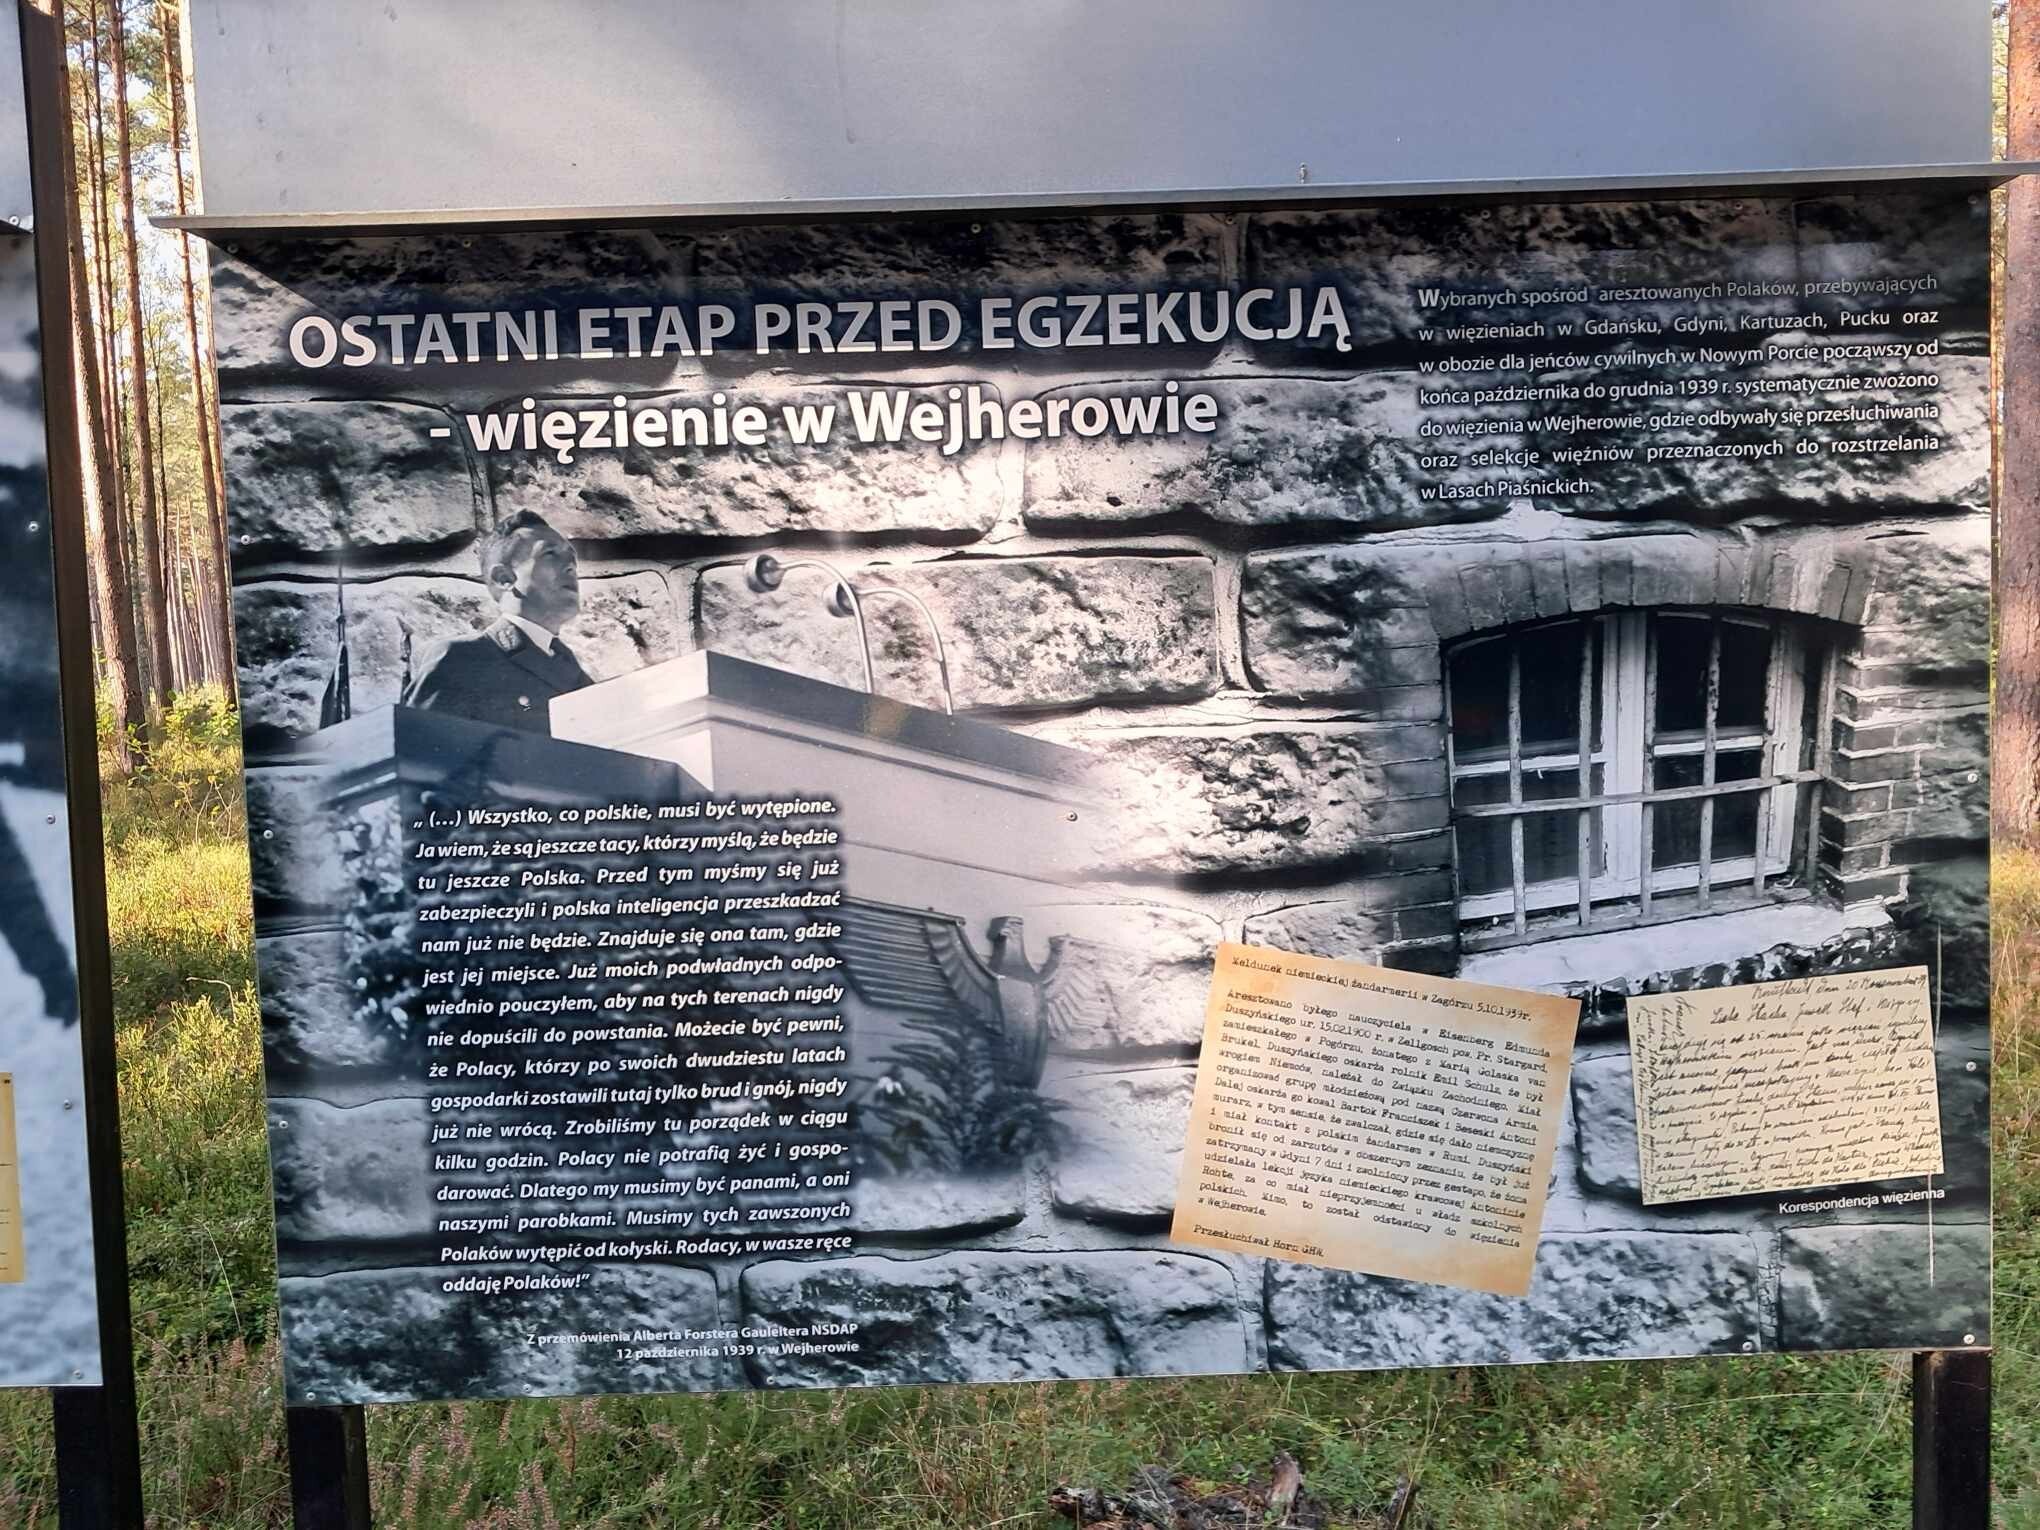 OSTATNI ETAP PRZED EGZEKUCJĄ
- więzienie w Wejherowie
Wybranych spośród aresztowanych Polaków, przebywających
w więzieniach w Gdańsku, Gdyni, Kartuzach, Pucku oraz
w obozie dla jeńców cywilnych w Nowym Porcie począwszy od
końca października do grudnia 1939 r. systematycznie zwożono
do więzienia w Wejherowie, gdzie odbywały się przesłuchiwania
oraz selekcje więźniów przeznaczonych do rozstrzelania
w Lasach Piaśnickich.
„ (...) Wszystko, co polskie, musi być wytępione.
Ja wiem, że są jeszcze tacy, którzy myślą, że będzie
tu jeszcze Polska. Przed tym myśmy się już
zabezpieczyli i polska inteligencja przeszkadzać
nam już nie będzie. Znajduje się ona tam, gdzie
jest jej miejsce. Już moich podwładnych odpo-
wiednio pouczyłem, aby na tych terenach nigdy
nie dopuścili do powstania. Możecie być pewni,
że Polacy, którzy po swoich dwudziestu latach
gospodarki zostawili tutaj tylko brud i gnój, nigdy
już nie wrócą. Zrobiliśmy tu porządek w ciągu
kilku godzin. Polacy nie potrafią żyć i gospo-
darować. Dlatego my musimy być panami, a oni
naszymi parobkami. Musimy tych zawszonych
Polaków wytępić od kołyski. Rodacy, w wasze ręce
oddaję Polaków!”
Z przemówienia Alberta Forstera Gauleitera NSDAP
12 października 1939 r. w Wejherowie
Meldunek niemieckiej żandarmerii w Zagórzu 5.10.1939r.
Aresztowano byłego nauczyciela w Eisenberg Edmunda
Duszyńskiego ur. 15.02.1900 r. w Zellgosch pow. Pr. Stargard,
zamieszkałego w Pogórzu, żonatego z Marią Golaska van
Brukel. Duszyńskiego oskarża rolnik Emil Schulz, że był
wrogiem Niemców, należał do Związku Zachodniego. Miał
organizować grupę młodzieżową pod nazwą Czerwona Armia.
Dalej oskarża go kowal Bartok Franciszek i Beseski Antoni
murarz, w tym sensie, że zwalczał, gdzie się dało niemczyznę
i miał kontakt z polskim żandarmem w Rumi. Duszyński
bronił się od zarzutów w obszernym zeznaniu, że był już
zatrzymany w Gdyni 7 dni i zwolniony przez gestapo, że żona
udzielała lekcji języka niemieckiego krawcowej Antoninie
Rohte, za co miał nieprzyjemności u władz szkolnych
polskich. Mimo, to został odstawiony do więzienia
w Wejherowie.
Przesłuchiwał Horn GHW.
Korespondencja więzienna